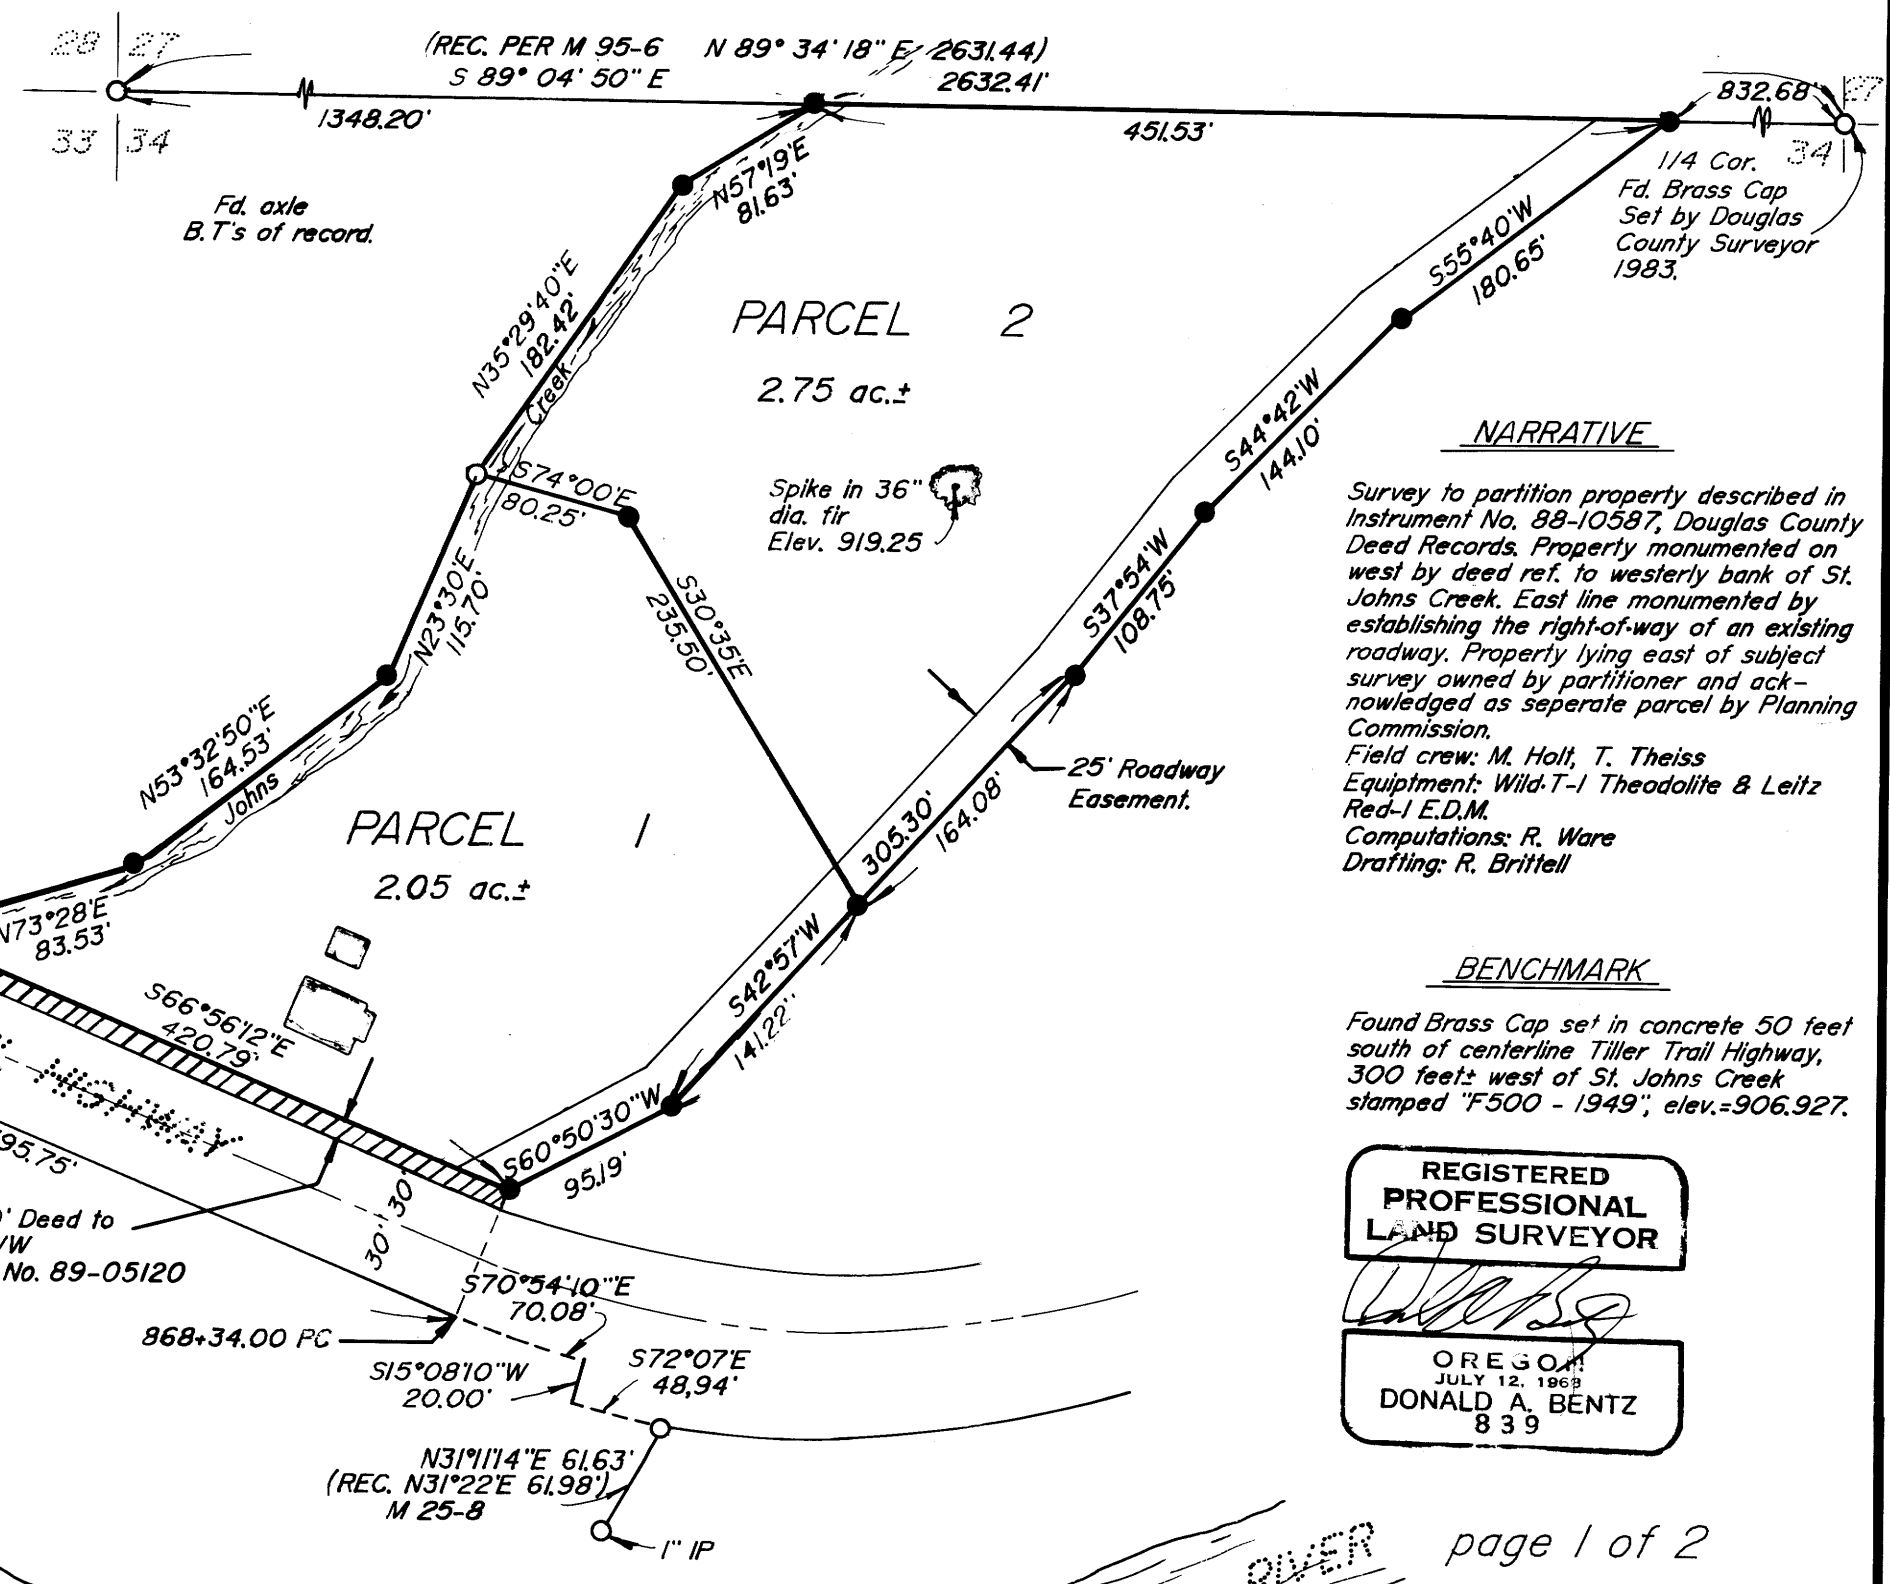 28 27
(REC. PER M 95-6 N 89° 34' 18" E 2631.44)
S 89° 04' 50" E 2632.41'
832.68' 27
1348.20'
451.53'
33 34
34
1/4 Cor.
Fd. Brass Cap
Set by Douglas
County Surveyor
1983.
Fd. axle
B.T's of record.
N57°19'E
81.63'
S55°40'W
180.65'
N35°29'40"E
182.42'
Creek
PARCEL 2
2.75 ac.±
S44°42'W
144.10'
S74°00'E
80.25'
Spike in 36"
dia. fir
Elev. 919.25
NARRATIVE
Survey to partition property described in
Instrument No. 88-10587, Douglas County
Deed Records. Property monumented on
west by deed ref. to westerly bank of St.
Johns Creek. East line monumented by
establishing the right-of-way of an existing
roadway. Property lying east of subject
survey owned by partitioner and ack-
nowledged as seperate parcel by Planning
Commission.
Field crew: M. Holt, T. Theiss
Equiptment: Wild-T-1 Theodolite & Leitz
Red-1 E.D.M.
Computations: R. Ware
Drafting: R. Brittell
N23°30'E
115.70'
S30°35'E
235.50'
S37°54'W
108.75'
N53°32'50"E
164.53'
Johns
25' Roadway
Easement.
305.30'
164.08'
PARCEL 1
2.05 ac.±
N73°28'E
83.53'
S42°57'W
141.22"
S66°56'12"E
420.79'
HIGHWAY
95.75'
S60°50'30"W
95.19'
30' 30'
BENCHMARK
Found Brass Cap set in concrete 50 feet
south of centerline Tiller Trail Highway,
300 feet± west of St. Johns Creek
stamped "F500 - 1949", elev.=906.927.
' Deed to
/W
No. 89-05120
S70°54'10"E
70.08'
868+34.00 PC
S15°08'10"W
20.00'
S72°07'E
48,94'
N31°11'14"E 61.63'
(REC. N31°22'E 61.98')
M 25-8
1" IP
REGISTERED
PROFESSIONAL
LAND SURVEYOR
OREGON
JULY 12, 1968
DONALD A. BENTZ
839
RIVER
page 1 of 2